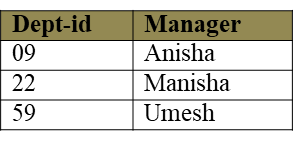 Dept-id Manager
09 Anisha
22 Manisha
59 Umesh